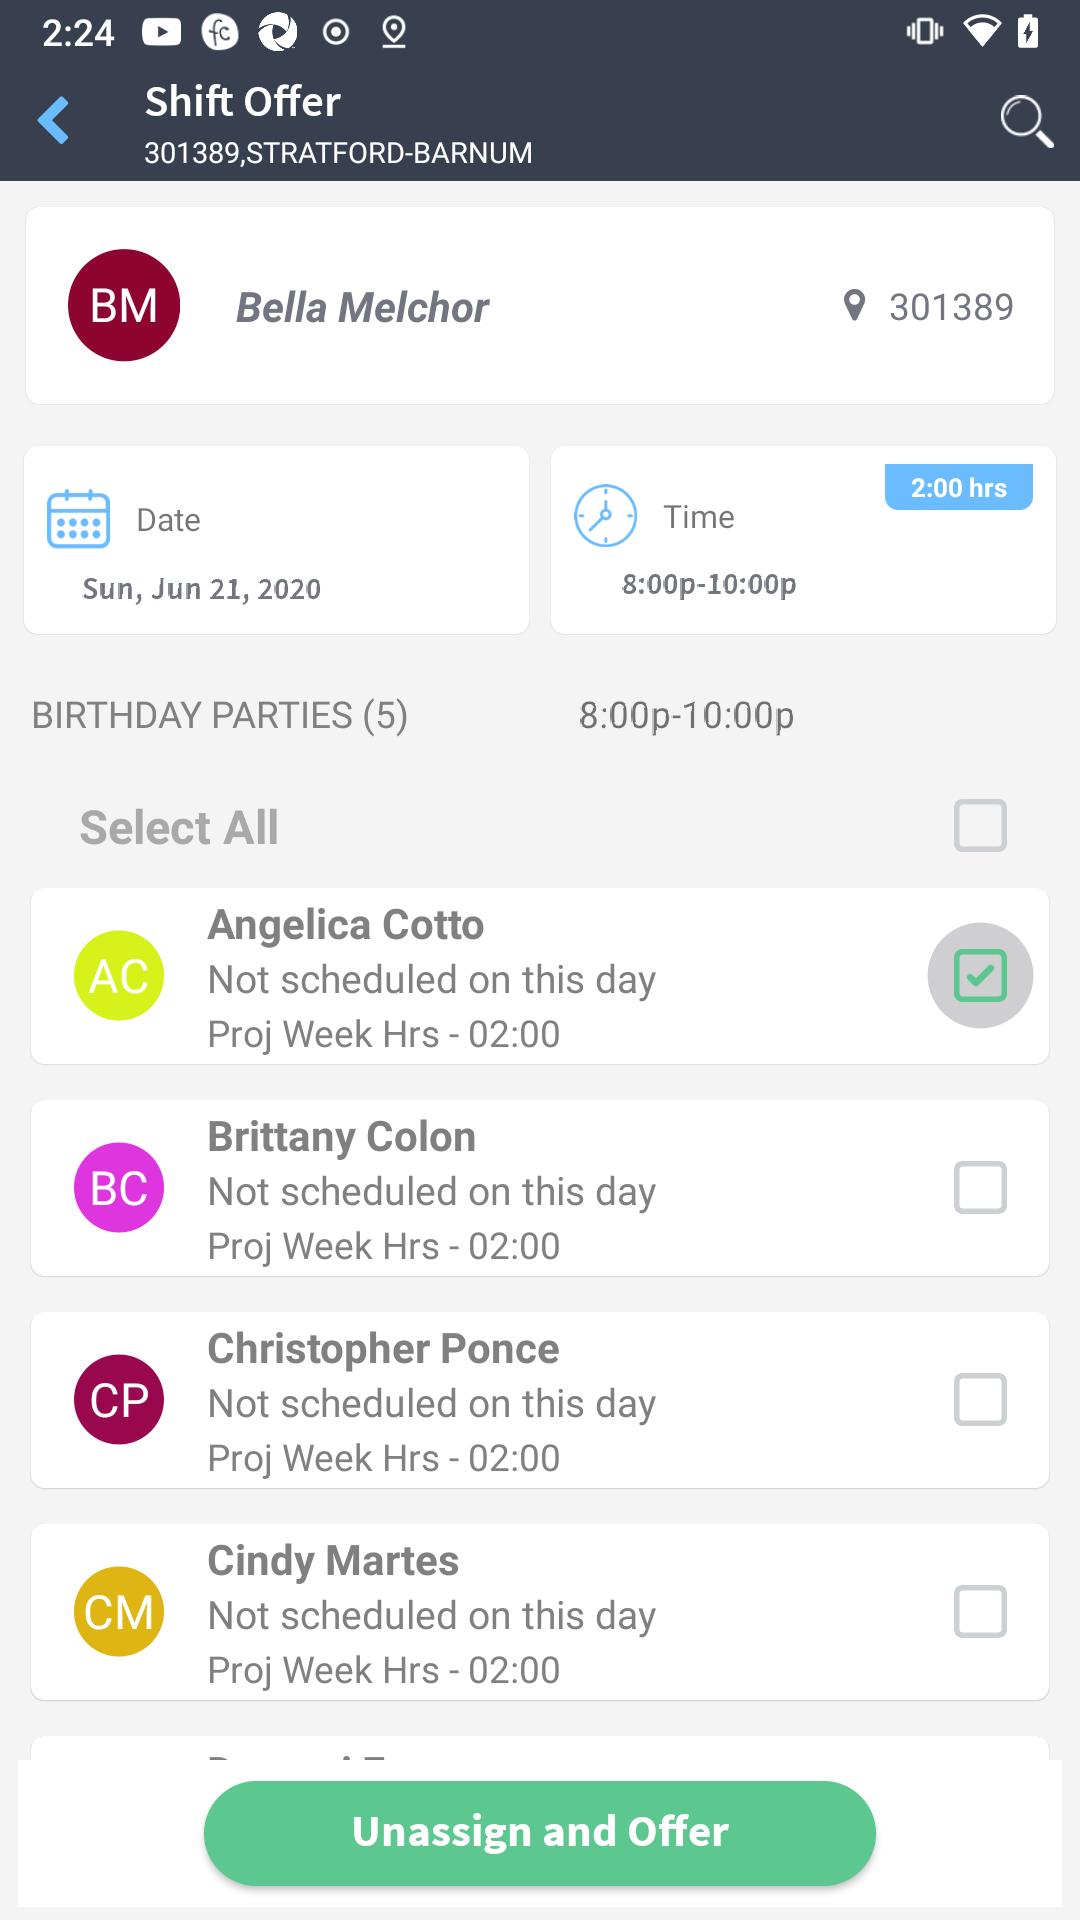 2:24
Shift Offer
301389,STRATFORD-BARNUM
BM
Bella Melchor
301389
Date
Sun, Jun 21, 2020
Time
2:00 hrs
8:00p-10:00p
BIRTHDAY PARTIES (5)
8:00p-10:00p
Select All
AC
Angelica Cotto
Not scheduled on this day
Proj Week Hrs - 02:00
BC
Brittany Colon
Not scheduled on this day
Proj Week Hrs - 02:00
CP
Christopher Ponce
Not scheduled on this day
Proj Week Hrs - 02:00
CM
Cindy Martes
Not scheduled on this day
Proj Week Hrs - 02:00
Unassign and Offer